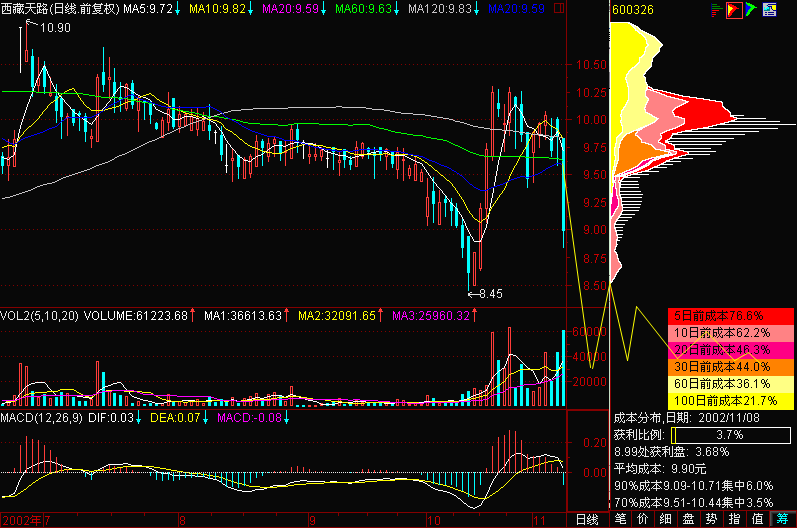 西藏天路(日线.前复权) MA5:9.72↓ MA10:9.82↓ MA20:9.59↓ MA60:9.63↓ MA120:9.83↓ MA20:9.59
600326
10.90
10.50
10.25
10.00
9.75
9.50
9.25
9.00
8.75
8.50
←8.45
VOL2(5,10,20) VOLUME:61223.68↑ MA1:36613.63↑ MA2:32091.65↑ MA3:25960.32↑
60000
40000
20000
5日前成本76.6%
10日前成本62.2%
20日前成本46.3%
30日前成本44.0%
60日前成本36.1%
100日前成本21.7%
MACD(12,26,9) DIF:0.03↓ DEA:0.07↓ MACD:-0.08↓
0.20
0.00
成本分布,日期: 2002/11/08
获利比例: 3.7%
8.99处获利盘: 3.68%
平均成本: 9.90元
90%成本9.09-10.71集中6.0%
70%成本9.51-10.44集中3.5%
2002年7 8 9 10 11 日线 笔 价 细 盘 势 指 值 筹